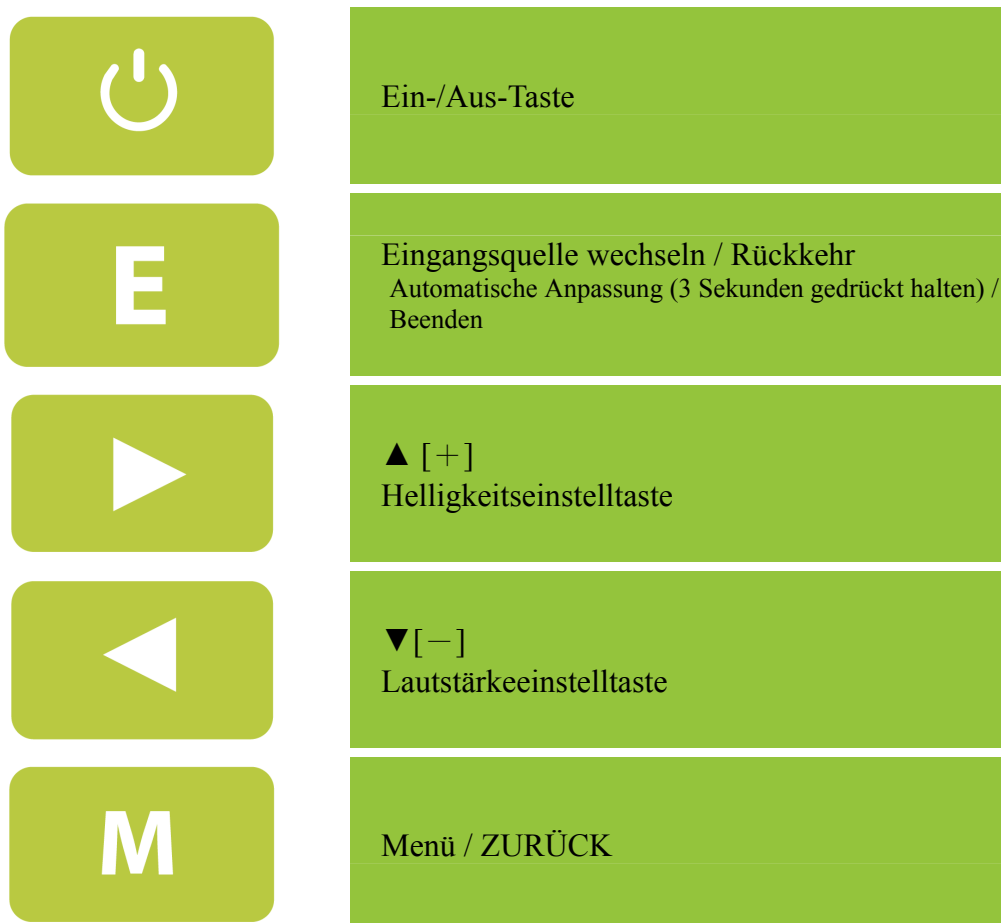 Ein-/Aus-Taste
E
Eingangsquelle wechseln / Rückkehr
Automatische Anpassung (3 Sekunden gedrückt halten) /
Beenden
▲ [＋]
Helligkeitseinstelltaste
▼[－]
Lautstärkeeinstelltaste
M
Menü / ZURÜCK